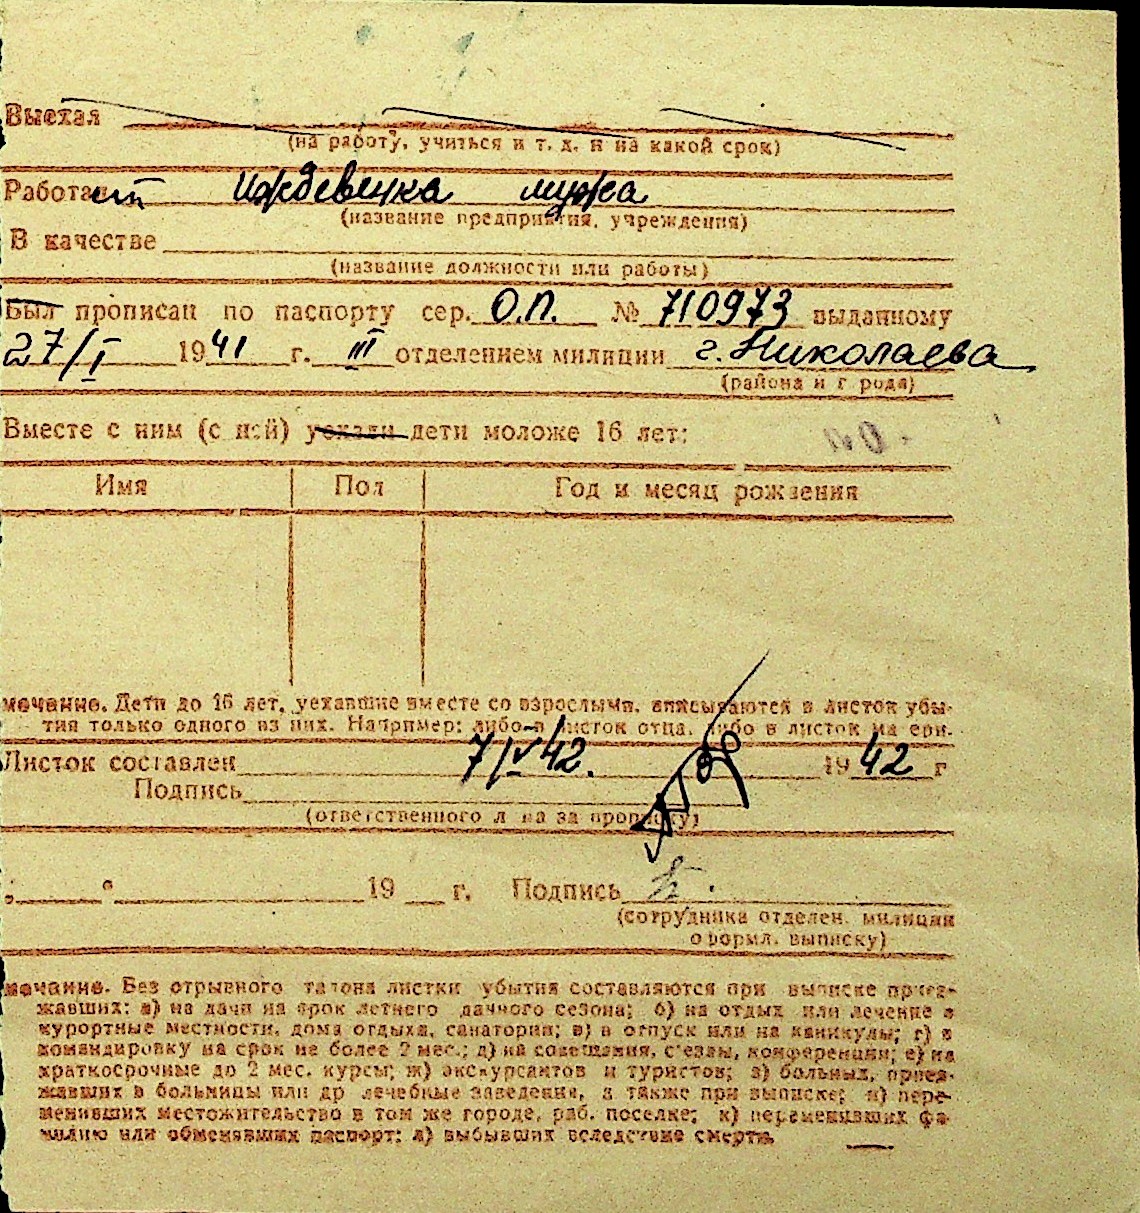 Выехал
(на работу, учиться и т. д. и на какой срок)
Работает иждевенка мужа
(название предприятия, учреждения)
В качестве
(название должности или работы)
Был прописан по паспорту сер. О.П. № 710973 выданному
27/I 1941 г. III отделением милиции г. Николаева
(района и города)
Вместе с ним (с ней) уехали дети моложе 16 лет:
Имя Пол Год и месяц рождения
мечание. Дети до 16 лет, уехавшие вместе со взрослыми, вписываются в листок убы-
тия только одного из них. Например: либо в листок отца, либо в листок матери.
Листок составлен 7/IV 42. 1942 г
Подпись
(ответственного лица за прописку)
„ “ 19 г. Подпись
(сотрудника отделен. милиции
оформл. выписку)
мечание. Без отрывного талона листки убытия составляются при выписке приез-
жавших: а) на дачи на срок летнего дачного сезона; б) на отдых или лечение в
курортные местности, дома отдыха, санатории; в) в отпуск или на каникулы; г) в
командировку на срок не более 2 мес.; д) на совещания, с'езды, конференции; е) на
краткосрочные до 2 мес. курсы; ж) экскурсантов и туристов; з) больных, приез-
жавших в больницы или др лечебные заведения, а также при выписке; и) пере-
менивших местожительство в том же городе, раб. поселке; к) переменивших фа-
милию или обменявших паспорт; л) выбывших вследствие смерти.